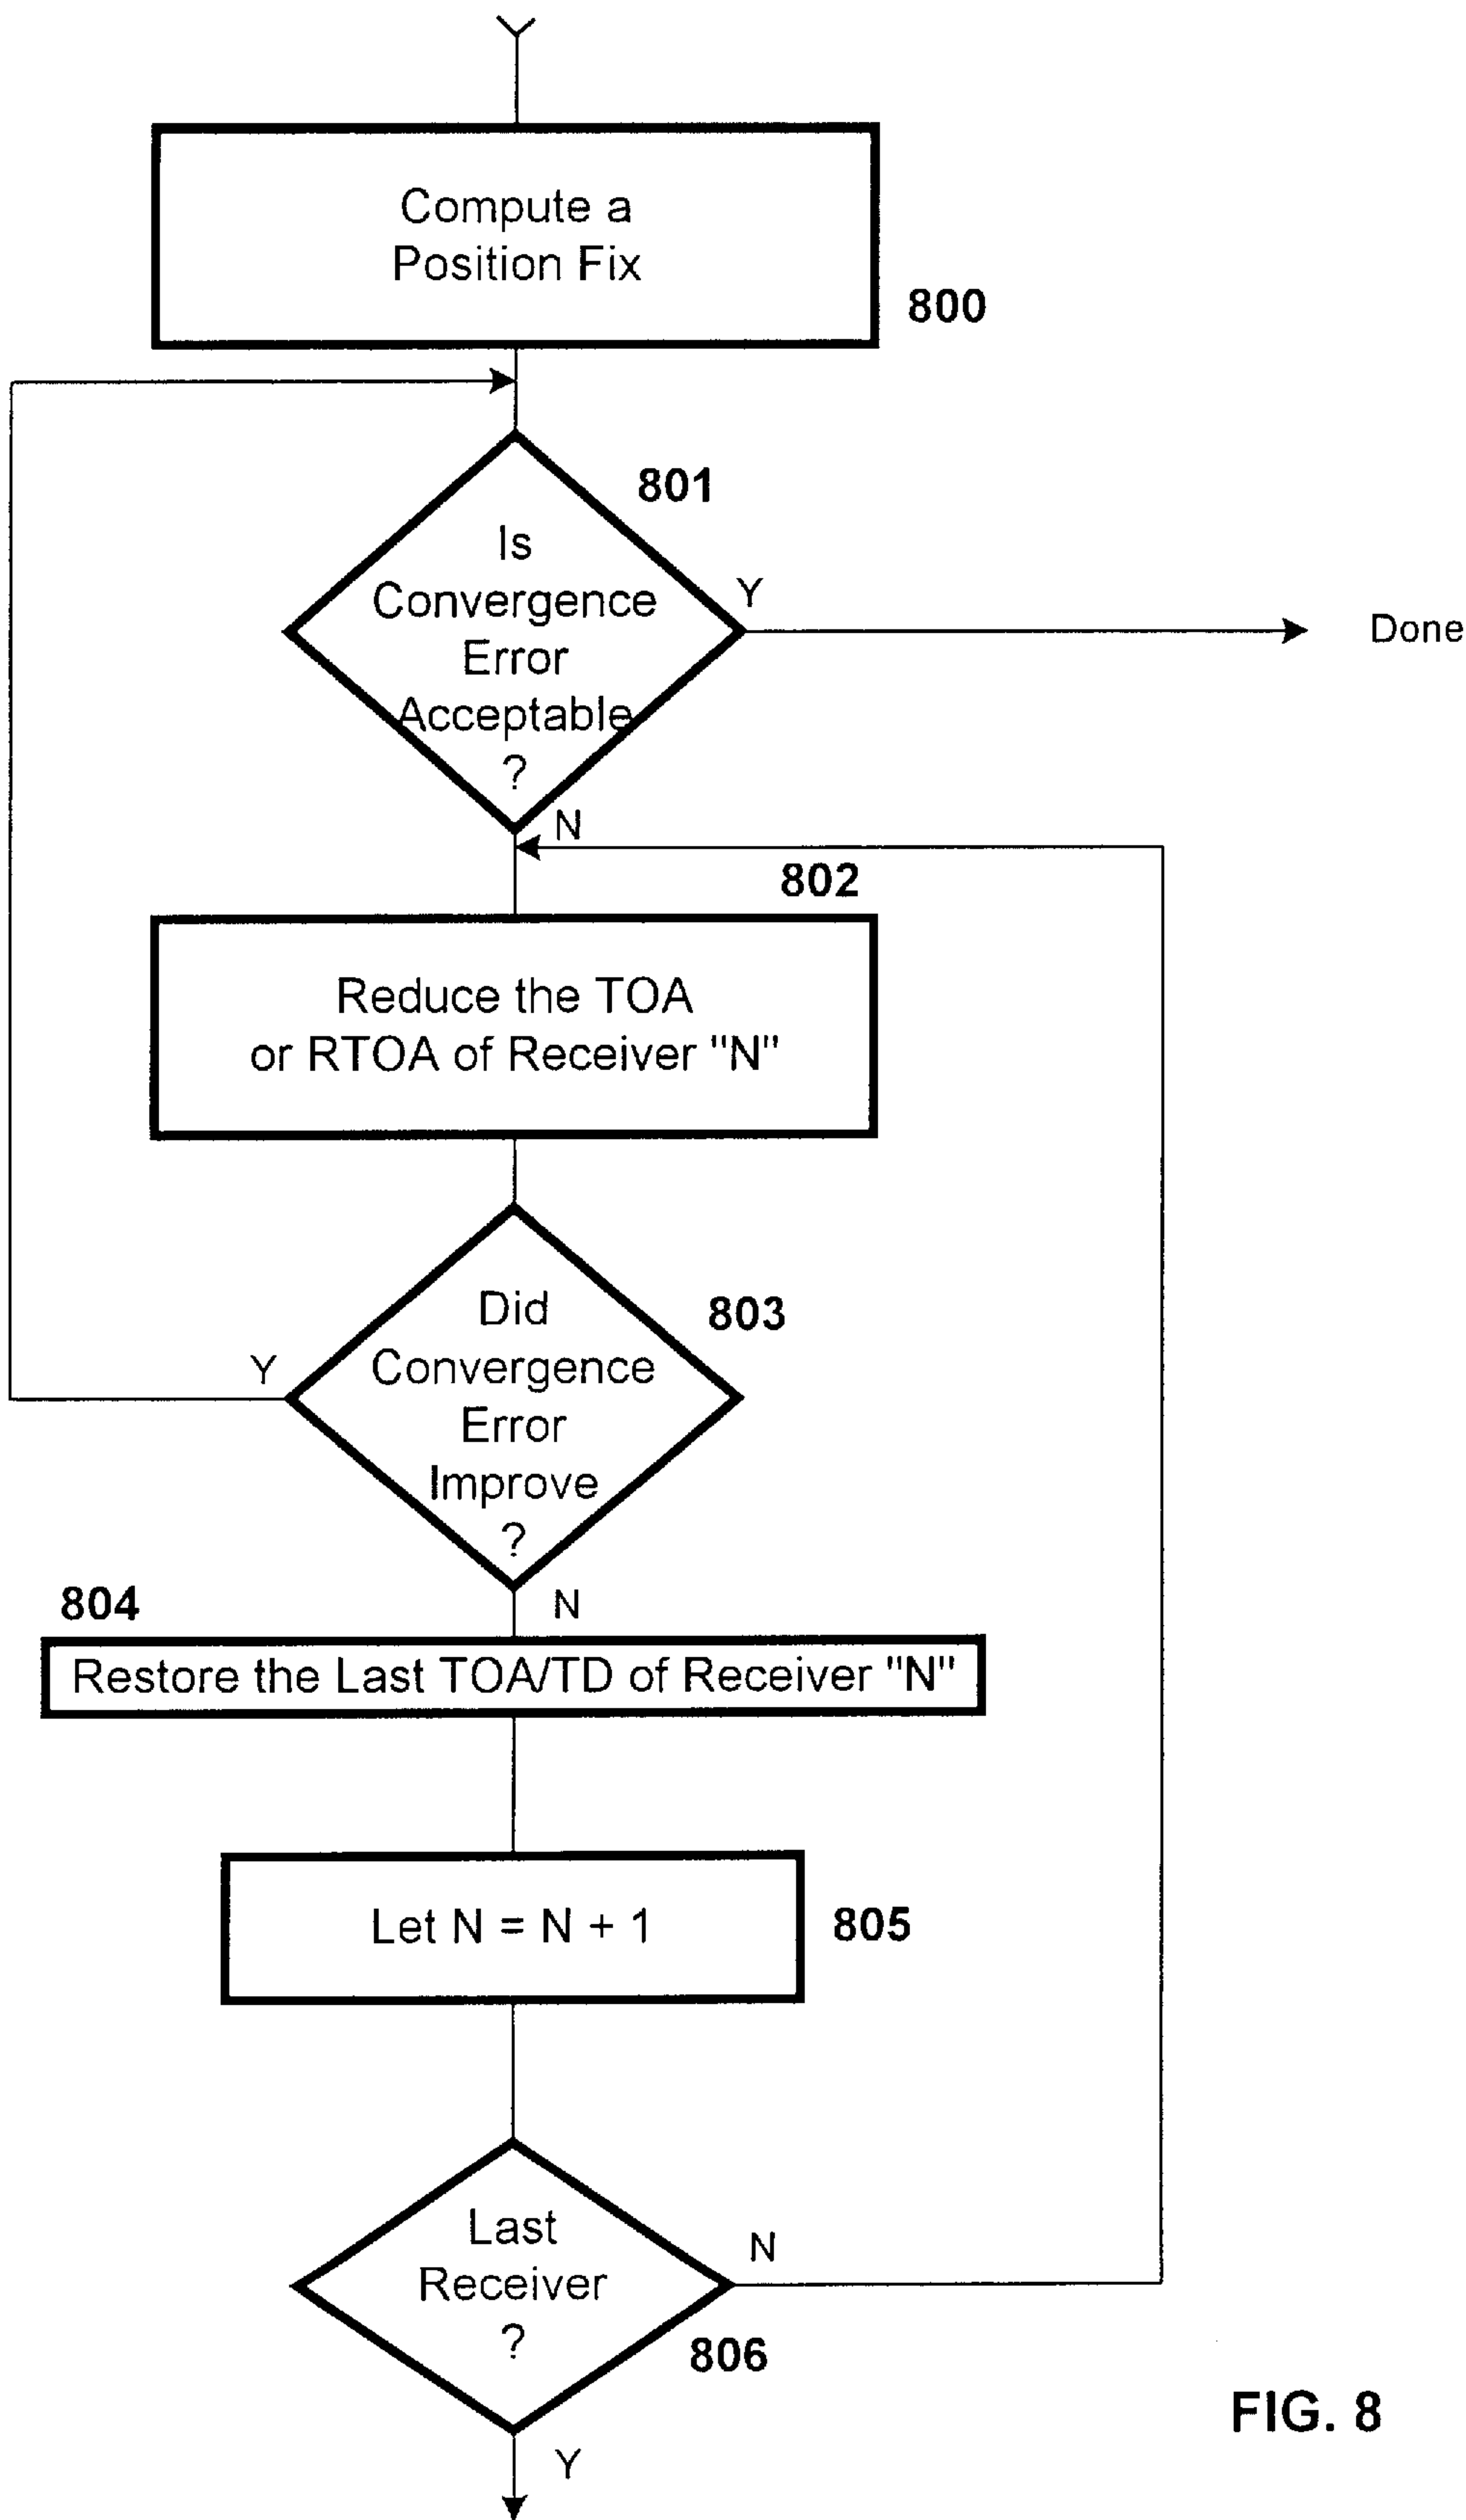 Compute a
Position Fix
800
801
Is
Convergence
Error
Acceptable
?
Y
Done
N
802
Reduce the TOA
or RTOA of Receiver "N"
803
Did
Convergence
Error
Improve
?
Y
N
804
Restore the Last TOA/TD of Receiver "N"
Let N = N + 1
805
Last
Receiver
?
N
806
Y
FIG. 8